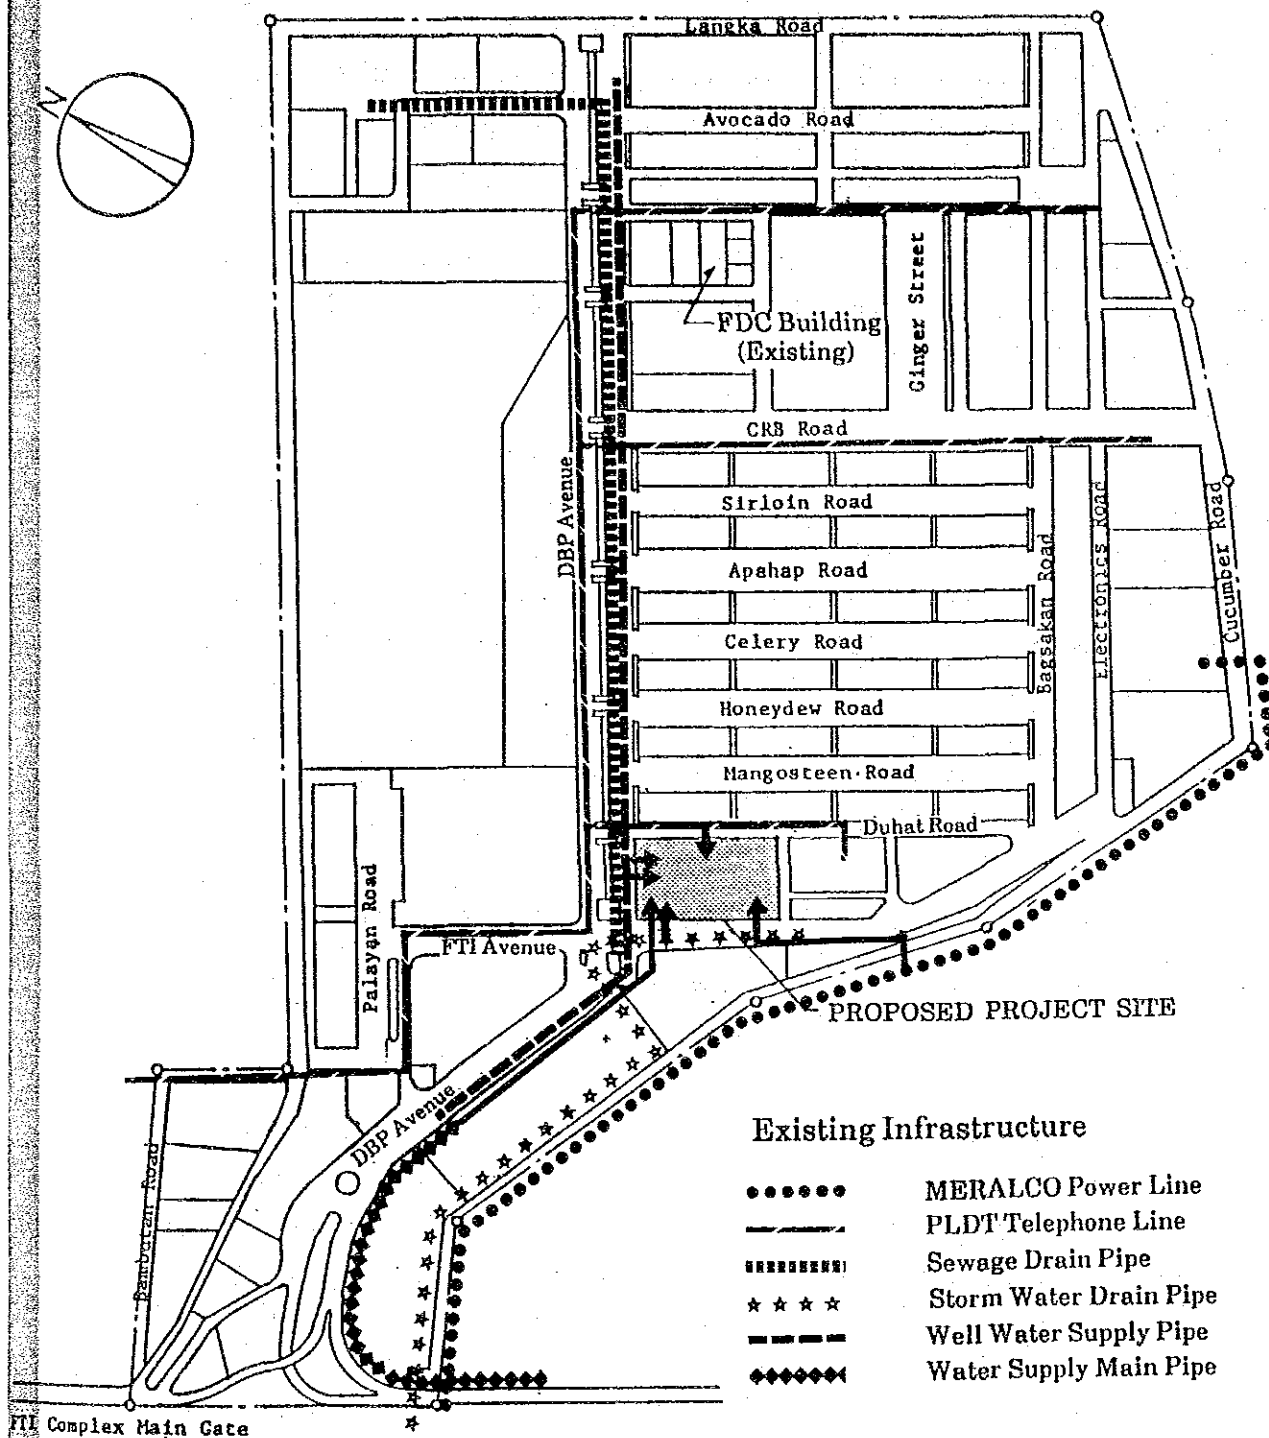 Langka Road
N
Avocado Road
Ginger Street
FDC Building
(Existing)
CRB Road
DBP Avenue
Sirloin Road
Apahap Road
Celery Road
Honeydew Road
Mangosteen Road
Duhat Road
Bagsakan Road
Electronics Road
Cucumber Road
Palayan Road
FTI Avenue
PROPOSED PROJECT SITE
DBP Avenue
Bambutan Road
Existing Infrastructure
MERALCO Power Line
PLDT Telephone Line
Sewage Drain Pipe
Storm Water Drain Pipe
Well Water Supply Pipe
Water Supply Main Pipe
FTI Complex Main Gate